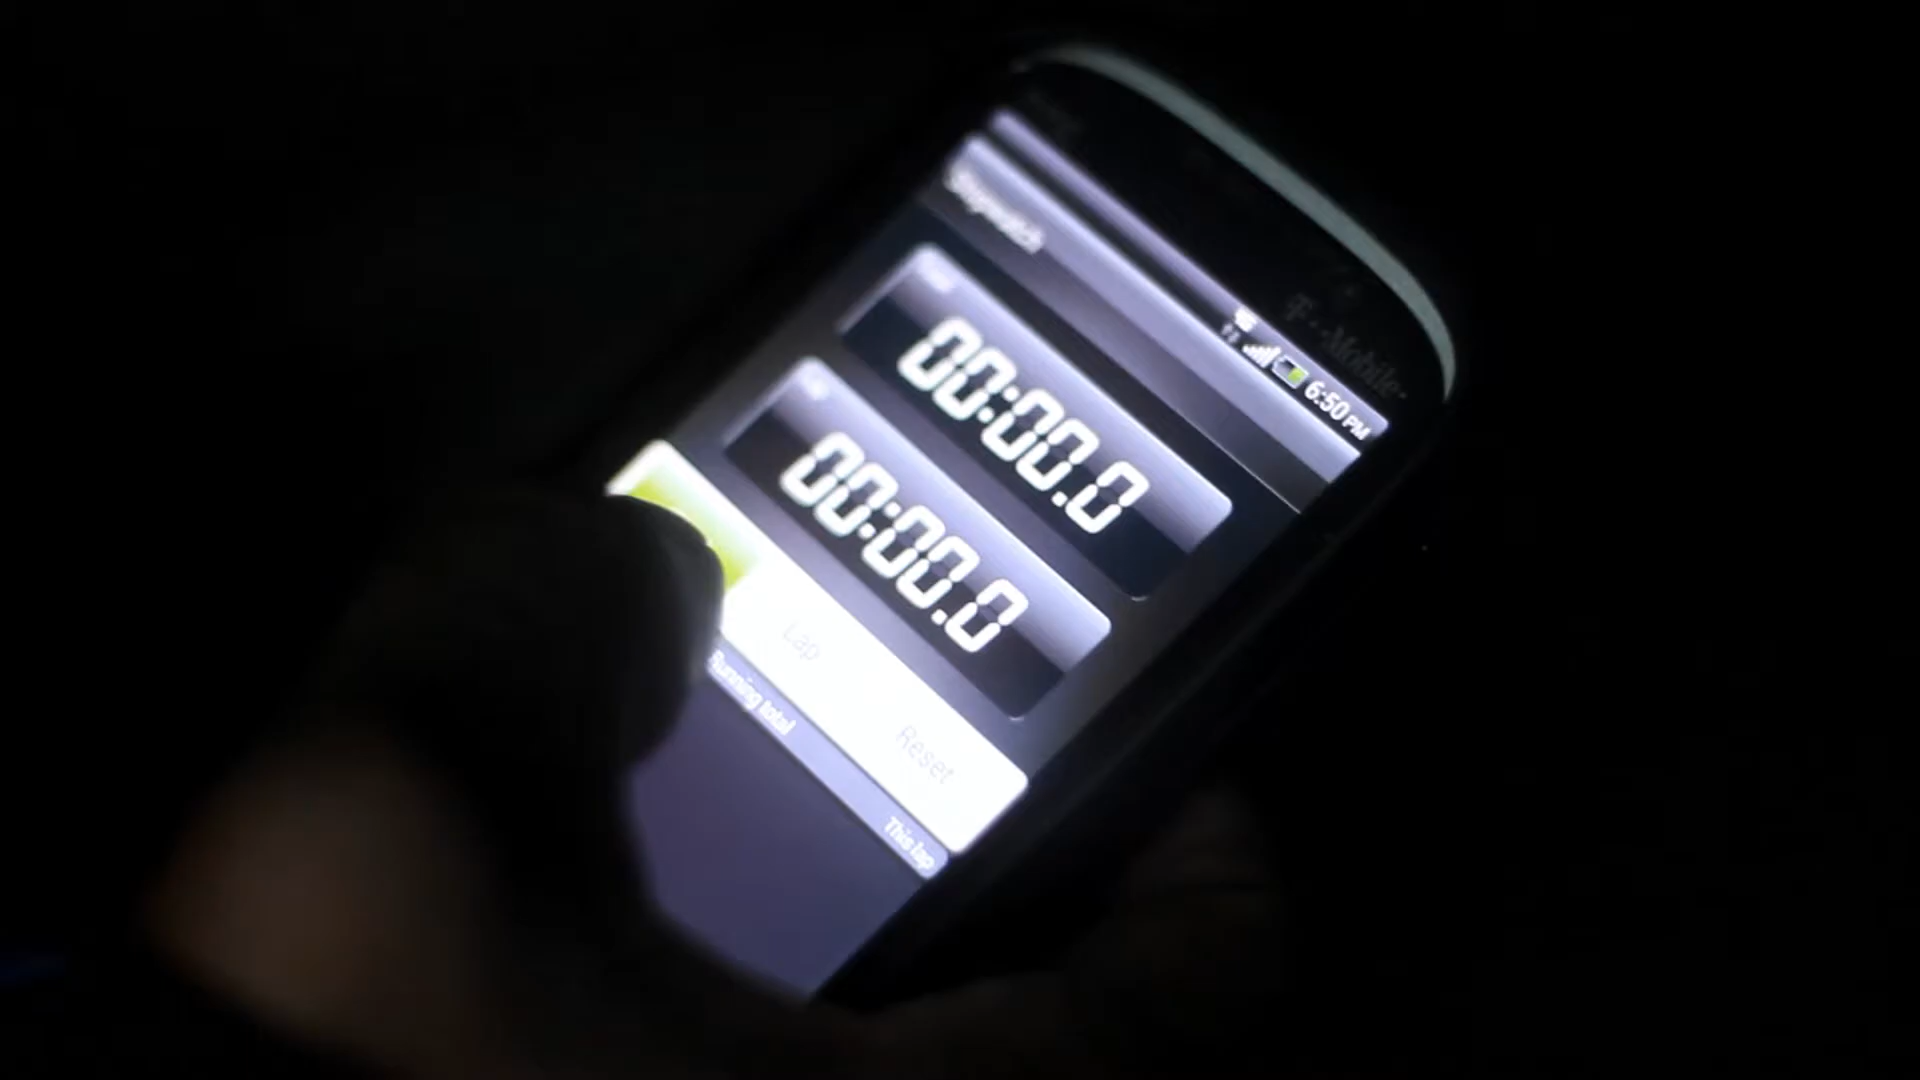 T · · Mobile ·
6:50 PM
Stopwatch
00:00.0
00:00.0
Lap
Reset
Running total
This lap